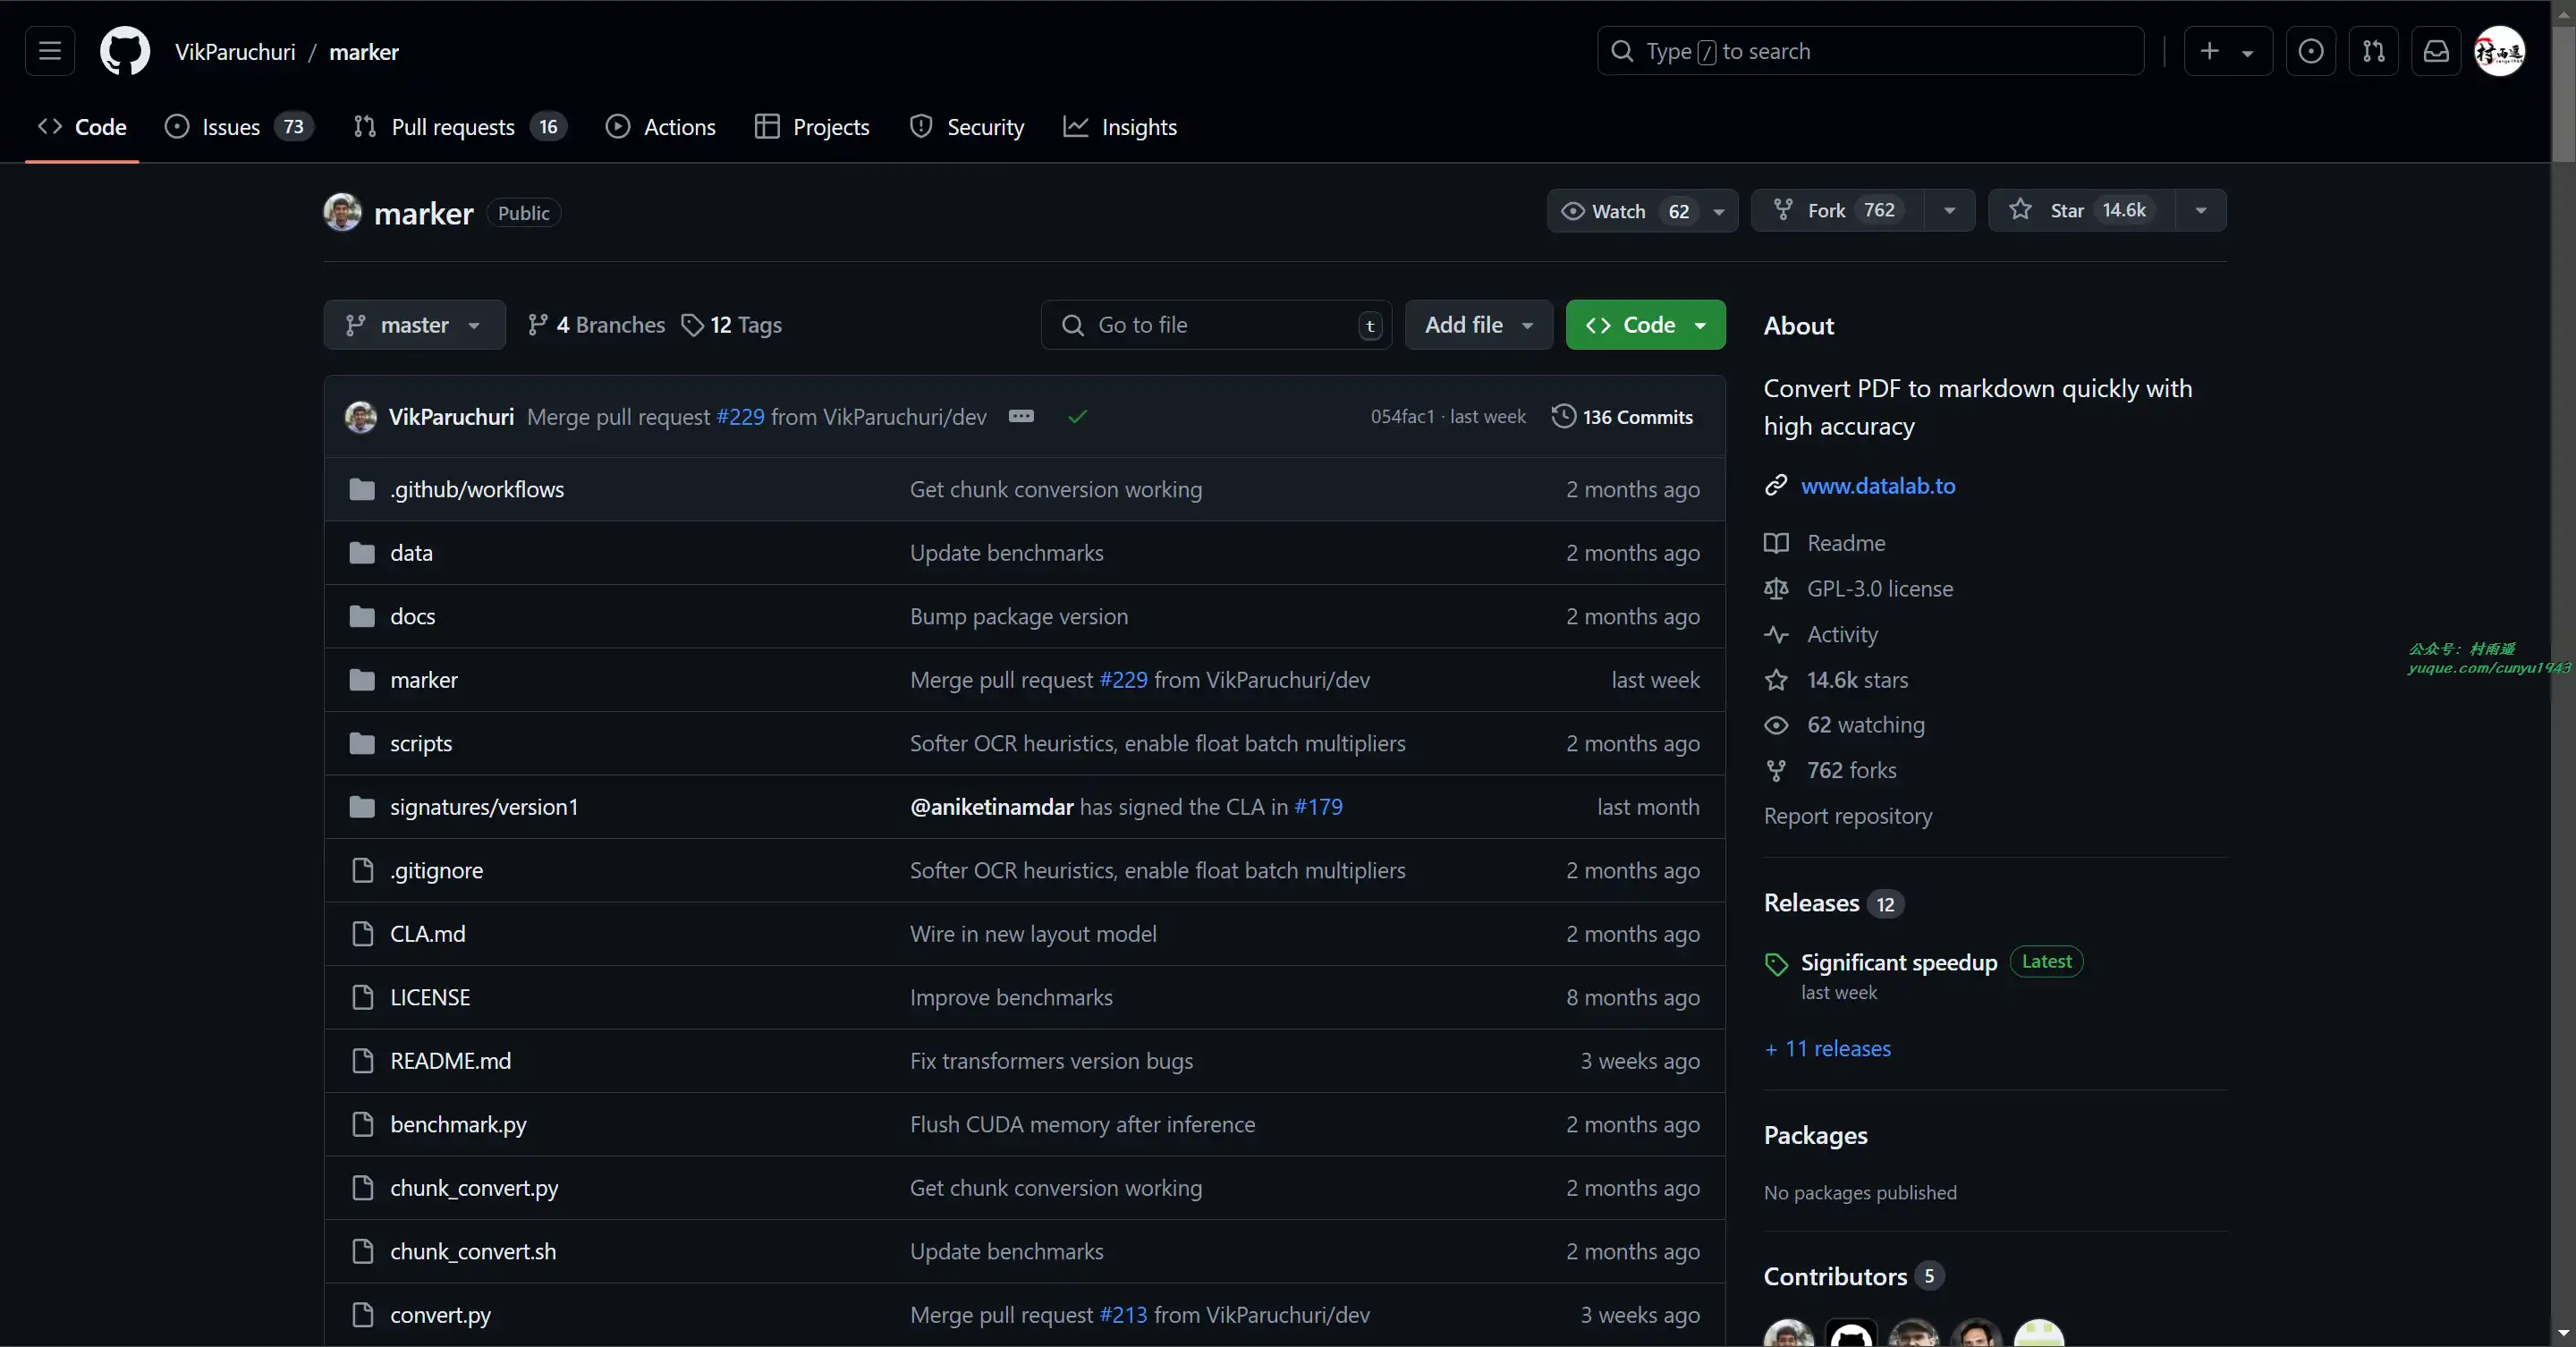 VikParuchuri / marker
Type / to search
村雨遥
Code Issues 73 Pull requests 16 Actions Projects Security Insights
marker Public
Watch 62 Fork 762 Star 14.6k
master 4 Branches 12 Tags Go to file t Add file Code
VikParuchuri Merge pull request #229 from VikParuchuri/dev 054fac1 · last week 136 Commits
.github/workflows Get chunk conversion working 2 months ago
data Update benchmarks 2 months ago
docs Bump package version 2 months ago
marker Merge pull request #229 from VikParuchuri/dev last week
scripts Softer OCR heuristics, enable float batch multipliers 2 months ago
signatures/version1 @aniketinamdar has signed the CLA in #179 last month
.gitignore Softer OCR heuristics, enable float batch multipliers 2 months ago
CLA.md Wire in new layout model 2 months ago
LICENSE Improve benchmarks 8 months ago
README.md Fix transformers version bugs 3 weeks ago
benchmark.py Flush CUDA memory after inference 2 months ago
chunk_convert.py Get chunk conversion working 2 months ago
chunk_convert.sh Update benchmarks 2 months ago
convert.py Merge pull request #213 from VikParuchuri/dev 3 weeks ago
About
Convert PDF to markdown quickly with
high accuracy
www.datalab.to
Readme
GPL-3.0 license
Activity
14.6k stars
62 watching
762 forks
Report repository
Releases 12
Significant speedup Latest
last week
+ 11 releases
Packages
No packages published
Contributors 5
公众号：村雨遥
yuque.com/cunyu1943